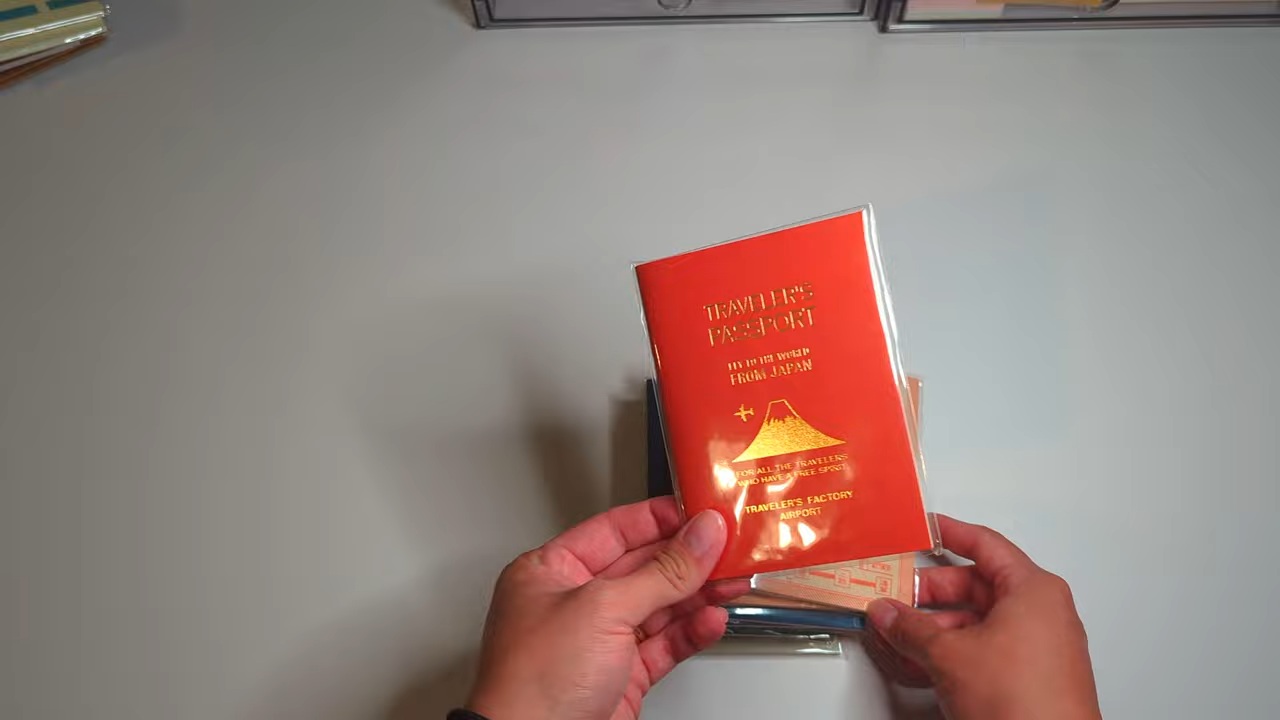 TRAVELER'S
PASSPORT
FLY TO THE WORLD
FROM JAPAN
FOR ALL THE TRAVELERS
WHO HAVE A FREE SPIRIT
TRAVELER'S FACTORY
AIRPORT